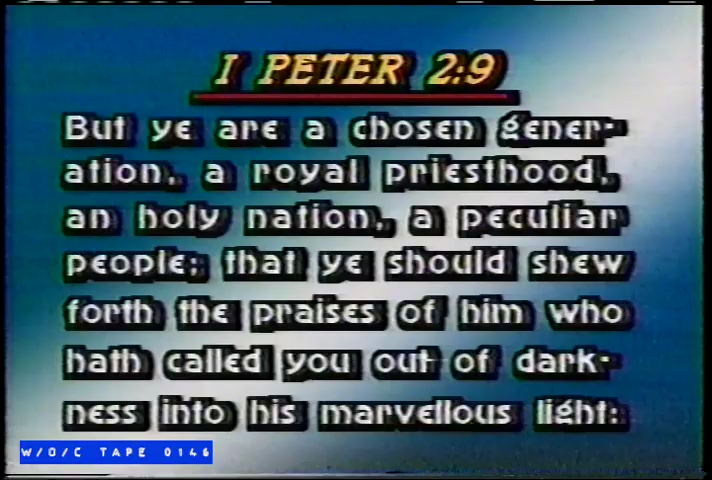 I PETER 2:9
But ye are a chosen gener-
ation, a royal priesthood,
an holy nation, a peculiar
people; that ye should shew
forth the praises of him who
hath called you out of dark-
ness into his marvellous light:
W/O/C TAPE 0146